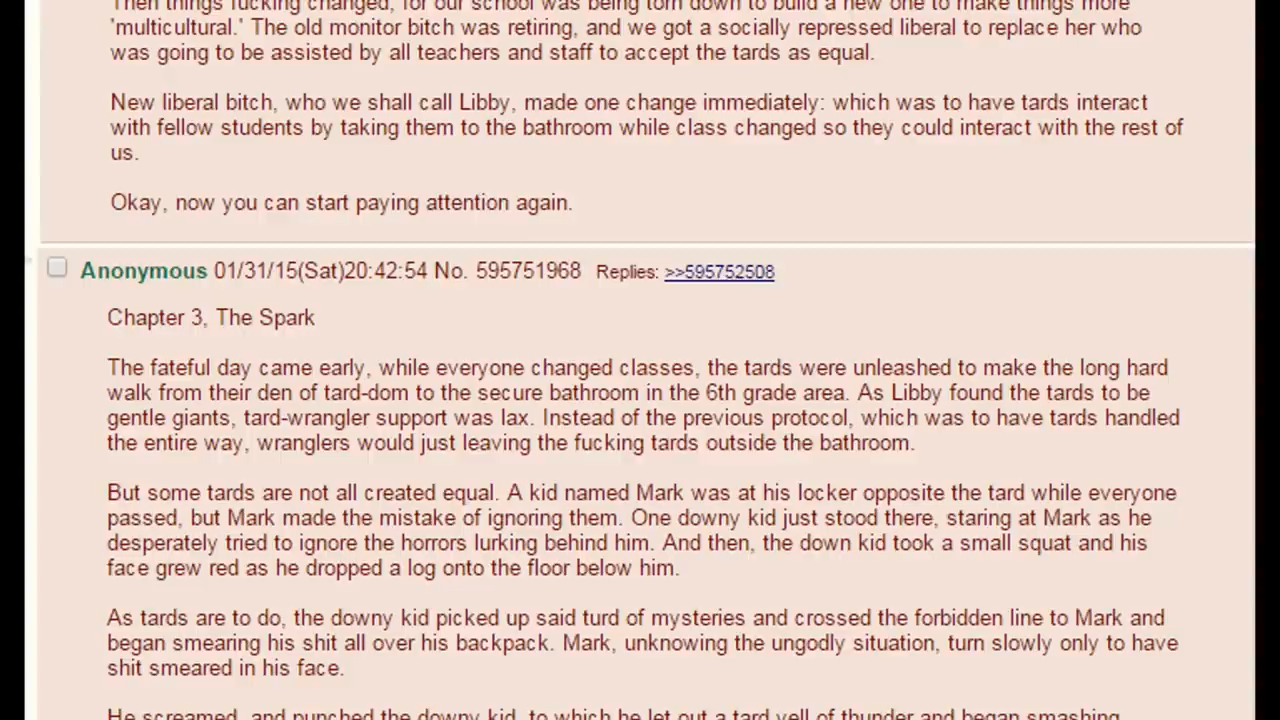 Then things fucking changed, for our school was being torn down to build a new one to make things more
'multicultural.' The old monitor bitch was retiring, and we got a socially repressed liberal to replace her who
was going to be assisted by all teachers and staff to accept the tards as equal.
New liberal bitch, who we shall call Libby, made one change immediately: which was to have tards interact
with fellow students by taking them to the bathroom while class changed so they could interact with the rest of
us.
Okay, now you can start paying attention again.
Anonymous 01/31/15(Sat)20:42:54 No. 595751968 Replies: >>595752508
Chapter 3, The Spark
The fateful day came early, while everyone changed classes, the tards were unleashed to make the long hard
walk from their den of tard-dom to the secure bathroom in the 6th grade area. As Libby found the tards to be
gentle giants, tard-wrangler support was lax. Instead of the previous protocol, which was to have tards handled
the entire way, wranglers would just leaving the fucking tards outside the bathroom.
But some tards are not all created equal. A kid named Mark was at his locker opposite the tard while everyone
passed, but Mark made the mistake of ignoring them. One downy kid just stood there, staring at Mark as he
desperately tried to ignore the horrors lurking behind him. And then, the down kid took a small squat and his
face grew red as he dropped a log onto the floor below him.
As tards are to do, the downy kid picked up said turd of mysteries and crossed the forbidden line to Mark and
began smearing his shit all over his backpack. Mark, unknowing the ungodly situation, turn slowly only to have
shit smeared in his face.
He screamed, and punched the downy kid, to which he let out a tard yell of thunder and began smashing